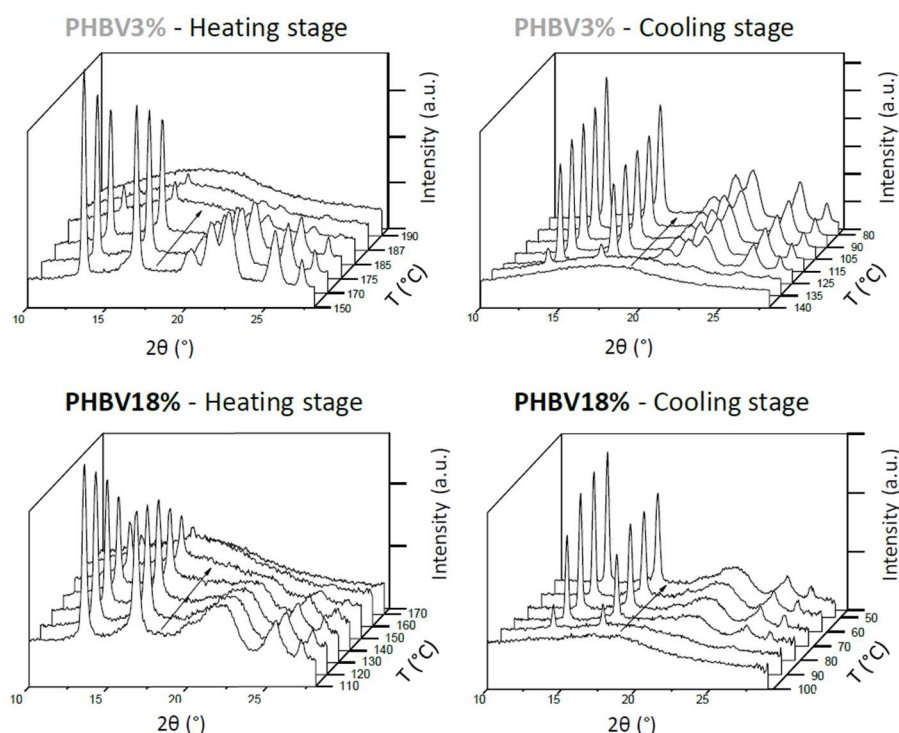 PHBV3% - Heating stage
PHBV3% - Cooling stage
Intensity (a.u.)
190
187
185
175
170
150
T (°C)
10
15
20
25
2θ (°)
Intensity (a.u.)
80
90
105
115
125
135
140
T (°C)
10
15
20
25
2θ (°)
PHBV18% - Heating stage
PHBV18% - Cooling stage
Intensity (a.u.)
170
160
150
140
130
120
110
T (°C)
10
15
20
25
2θ (°)
Intensity (a.u.)
50
60
70
80
90
100
T (°C)
10
15
20
25
2θ (°)